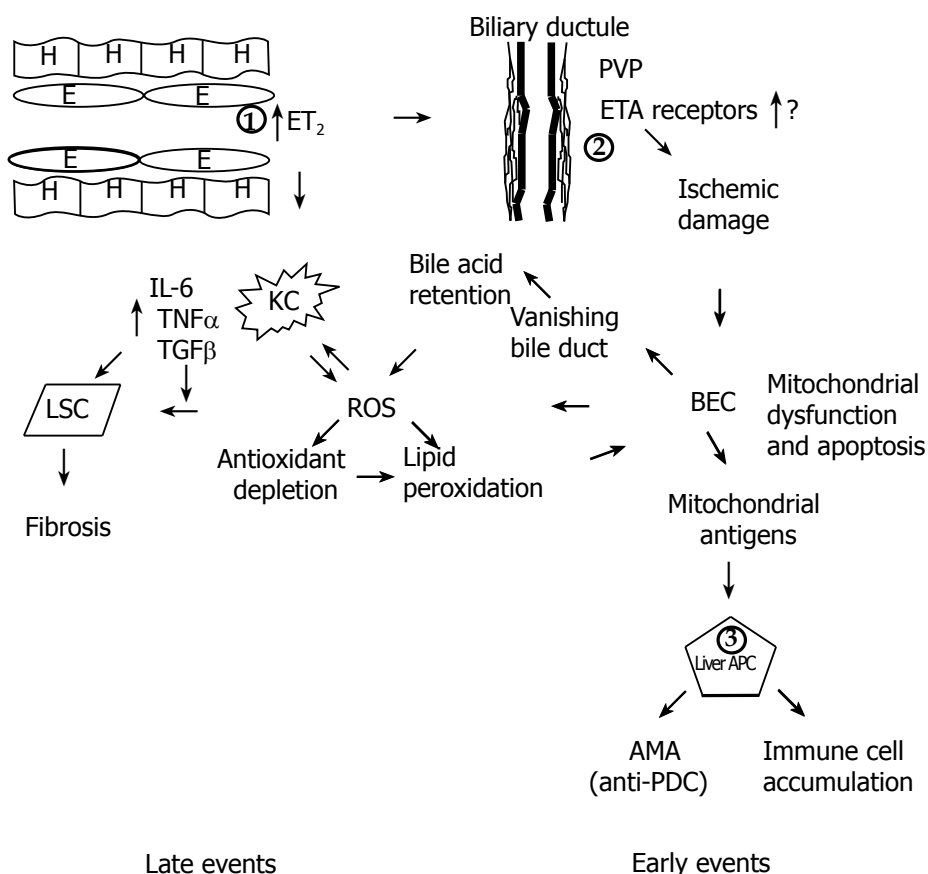 Biliary ductule
H H H H
E E
1 ET₂
PVP
ETA receptors ?
2
E E
H H H H
Ischemic
damage
Bile acid
retention
IL-6
TNFα
TGFβ
KC
Vanishing
bile duct
LSC
ROS
BEC
Mitochondrial
dysfunction
and apoptosis
Antioxidant
depletion
Lipid
peroxidation
Fibrosis
Mitochondrial
antigens
3
Liver APC
AMA
(anti-PDC)
Immune cell
accumulation
Late events
Early events